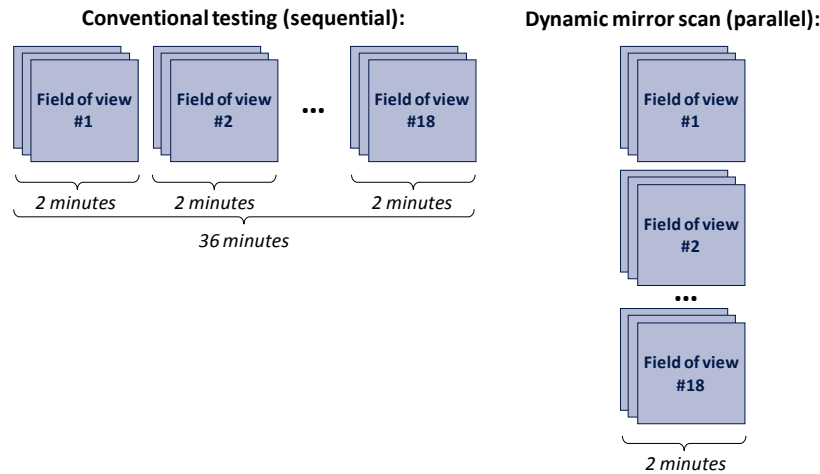 Conventional testing (sequential):
Field of view
#1
Field of view
#2
...
Field of view
#18
2 minutes
2 minutes
2 minutes
36 minutes
Dynamic mirror scan (parallel):
Field of view
#1
Field of view
#2
...
Field of view
#18
2 minutes